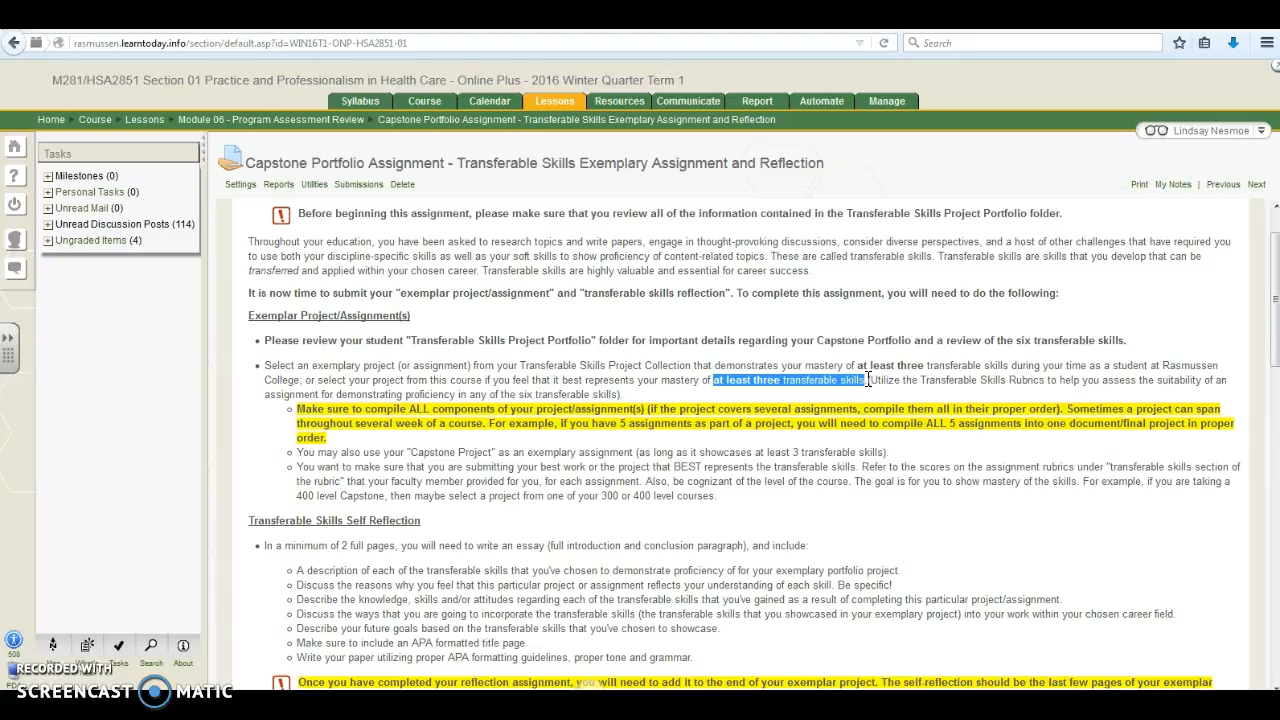 rasmussen.learntoday.info/section/default.asp?id=WIN16T1-ONP-HSA2851-01
Search
M281/HSA2851 Section 01 Practice and Professionalism in Health Care - Online Plus - 2016 Winter Quarter Term 1
Syllabus Course Calendar Lessons Resources Communicate Report Automate Manage
Home Course Lessons Module 06 - Program Assessment Review Capstone Portfolio Assignment - Transferable Skills Exemplary Assignment and Reflection
Lindsay Nesmoe
Tasks
Milestones (0)
Personal Tasks (0)
Unread Mail (0)
Unread Discussion Posts (114)
Ungraded Items (4)
Capstone Portfolio Assignment - Transferable Skills Exemplary Assignment and Reflection
Settings Reports Utilities Submissions Delete
Print My Notes Previous Next
Before beginning this assignment, please make sure that you review all of the information contained in the Transferable Skills Project Portfolio folder.
Throughout your education, you have been asked to research topics and write papers, engage in thought-provoking discussions, consider diverse perspectives, and a host of other challenges that have required you
to use both your discipline-specific skills as well as your soft skills to show proficiency of content-related topics. These are called transferable skills. Transferable skills are skills that you develop that can be
transferred and applied within your chosen career. Transferable skills are highly valuable and essential for career success.
It is now time to submit your "exemplar project/assignment" and "transferable skills reflection". To complete this assignment, you will need to do the following:
Exemplar Project/Assignment(s)
• Please review your student "Transferable Skills Project Portfolio" folder for important details regarding your Capstone Portfolio and a review of the six transferable skills.
• Select an exemplary project (or assignment) from your Transferable Skills Project Collection that demonstrates your mastery of at least three transferable skills during your time as a student at Rasmussen
College; or select your project from this course if you feel that it best represents your mastery of at least three transferable skills. Utilize the Transferable Skills Rubrics to help you assess the suitability of an
assignment for demonstrating proficiency in any of the six transferable skills).
Make sure to compile ALL components of your project/assignment(s) (if the project covers several assignments, compile them all in their proper order). Sometimes a project can span
throughout several week of a course. For example, if you have 5 assignments as part of a project, you will need to compile ALL 5 assignments into one document/final project in proper
order.
You may also use your "Capstone Project" as an exemplary assignment (as long as it showcases at least 3 transferable skills).
You want to make sure that you are submitting your best work or the project that BEST represents the transferable skills. Refer to the scores on the assignment rubrics under "transferable skills section of
the rubric" that your faculty member provided for you, for each assignment. Also, be cognizant of the level of the course. The goal is for you to show mastery of the skills. For example, if you are taking a
400 level Capstone, then maybe select a project from one of your 300 or 400 level courses.
Transferable Skills Self Reflection
• In a minimum of 2 full pages, you will need to write an essay (full introduction and conclusion paragraph), and include:
A description of each of the transferable skills that you've chosen to demonstrate proficiency of for your exemplary portfolio project.
Discuss the reasons why you feel that this particular project or assignment reflects your understanding of each skill. Be specific!
Describe the knowledge, skills and/or attitudes regarding each of the transferable skills that you've gained as a result of completing this particular project/assignment.
Discuss the ways that you are going to incorporate the transferable skills (the transferable skills that you showcased in your exemplary project) into your work within your chosen career field.
Describe your future goals based on the transferable skills that you've chosen to showcase.
Make sure to include an APA formatted title page.
Write your paper utilizing proper APA formatting guidelines, proper tone and grammar.
Once you have completed your reflection assignment, you will need to add it to the end of your exemplar project. The self-reflection should be the last few pages of your exemplary
508
Tasks Search About
RECORDED WITH
SCREENCAST MATIC